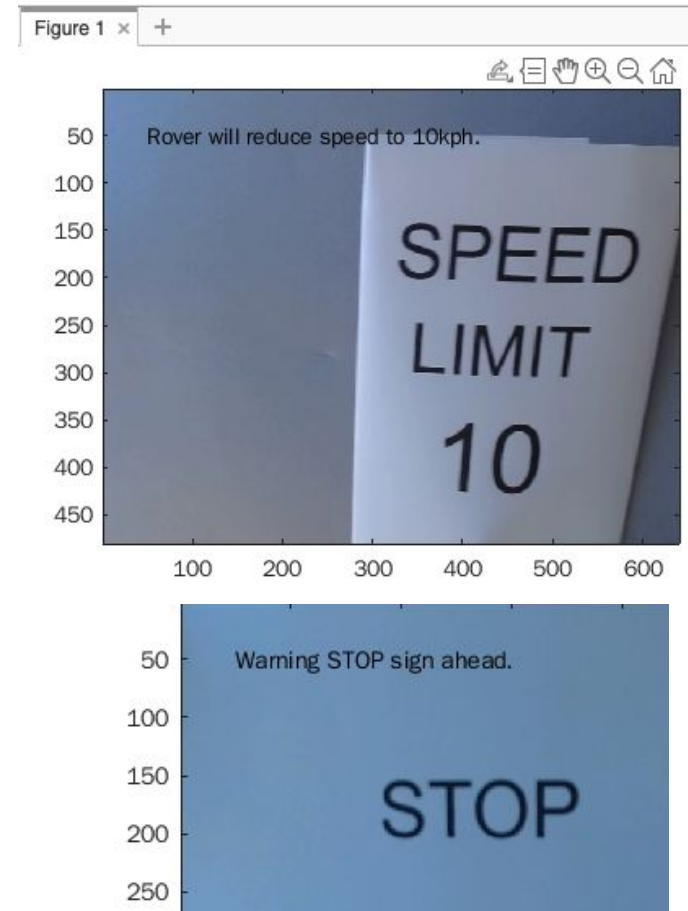 Figure 1 × +
50 Rover will reduce speed to 10kph.
100
150
SPEED
200
250
LIMIT
300
350
10
400
450
100 200 300 400 500 600
50 Warning STOP sign ahead.
100
150
STOP
200
250